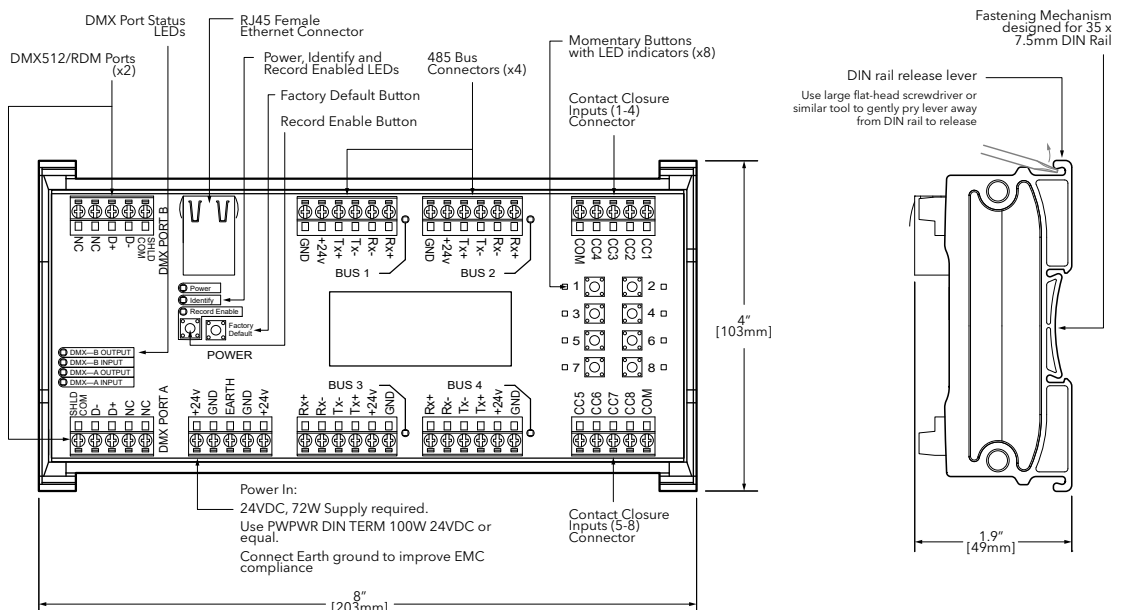 DMX Port Status
LEDs
RJ45 Female
Ethernet Connector
DMX512/RDM Ports
(x2)
Power, Identify and
Record Enabled LEDs
485 Bus
Connectors (x4)
Momentary Buttons
with LED indicators (x8)
Factory Default Button
Record Enable Button
Contact Closure
Inputs (1-4)
Connector
Fastening Mechanism
designed for 35 x
7.5mm DIN Rail
DIN rail release lever
Use large flat-head screwdriver or
similar tool to gently pry lever away
from DIN rail to release
NC
NC
D+
D-
SHLD
COM
DMX PORT B
GND
+24v
Tx+
Tx-
Rx-
Rx+
BUS 1
GND
+24v
Tx+
Tx-
Rx-
Rx+
BUS 2
COM
CC4
CC3
CC2
CC1
Power
Identify
Record Enable
Factory
Default
POWER
1
2
3
4
5
6
7
8
DMX—B OUTPUT
DMX—B INPUT
DMX—A OUTPUT
DMX—A INPUT
SHLD
COM
D-
D+
NC
NC
DMX PORT A
+24v
GND
EARTH
GND
+24v
BUS 3
Rx+
Rx-
Tx-
Tx+
+24v
GND
BUS 4
Rx+
Rx-
Tx-
Tx+
+24v
GND
CC5
CC6
CC7
CC8
COM
4"
[103mm]
Power In:
24VDC, 72W Supply required.
Use PWPWR DIN TERM 100W 24VDC or
equal.
Connect Earth ground to improve EMC
compliance
Contact Closure
Inputs (5-8)
Connector
1.9"
[49mm]
8"
[203mm]